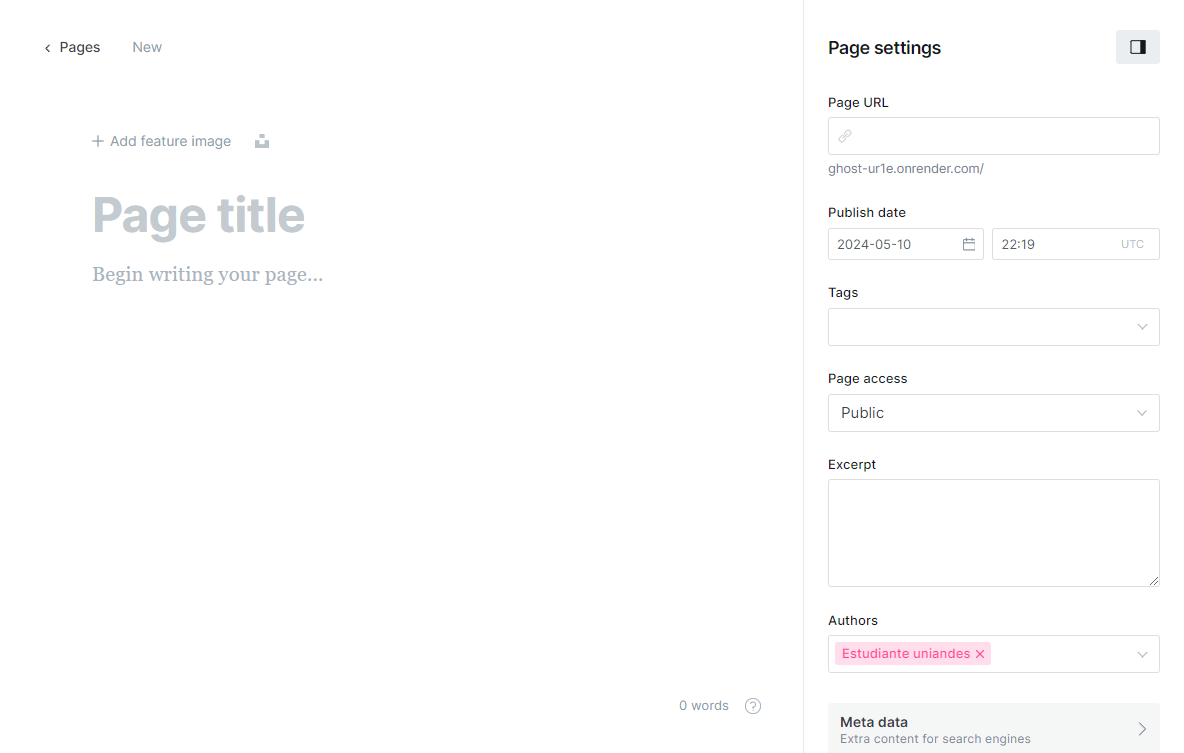 Pages New
Add feature image
Page title
Begin writing your page...
0 words
?
Page settings
Page URL
ghost-ur1e.onrender.com/
Publish date
2024-05-10 22:19 UTC
Tags
Page access
Public
Excerpt
Authors
Estudiante uniandes ×
Meta data
Extra content for search engines